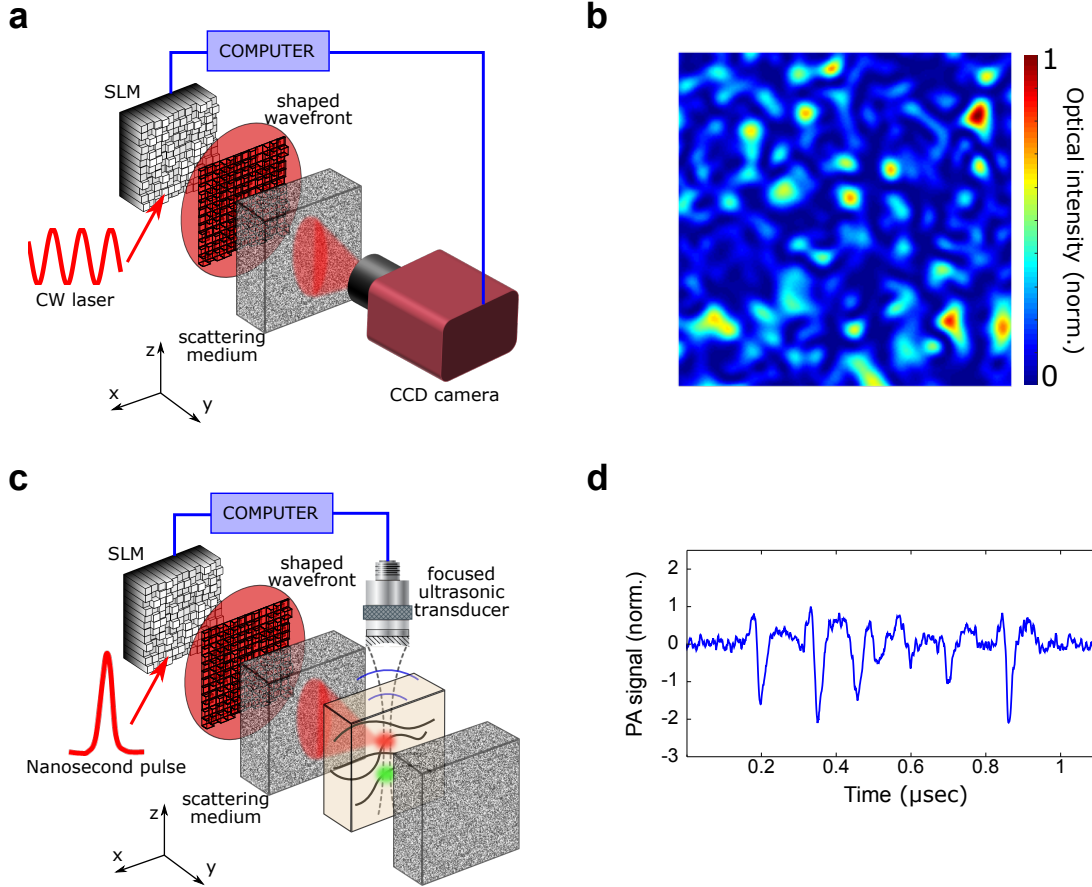 a
COMPUTER
SLM
shaped
wavefront
CW laser
scattering
medium
z
x
y
CCD camera
b
1
0
Optical intensity (norm.)
c
COMPUTER
SLM
shaped
wavefront
focused
ultrasonic
transducer
Nanosecond pulse
scattering
medium
z
x
y
d
PA signal (norm.)
2
1
0
-1
-2
-3
0.2
0.4
0.6
0.8
1
Time (µsec)